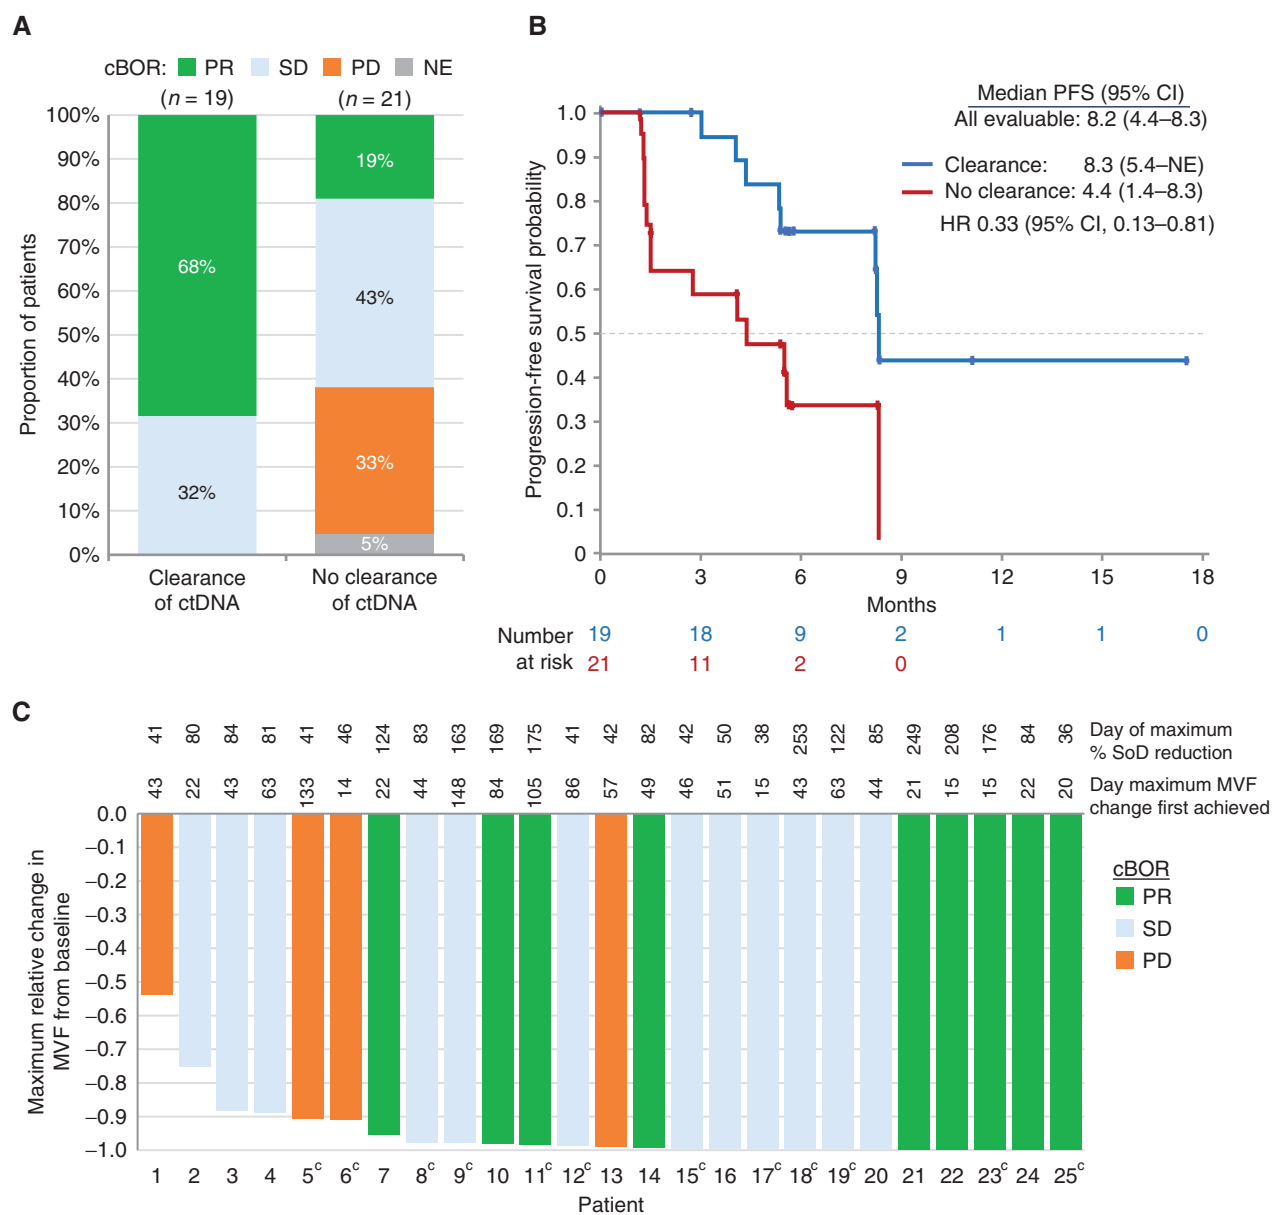 A
cBOR: PR SD PD NE
(n = 19) (n = 21)
100%
90%
80%
70%
60%
50%
40%
30%
20%
10%
0%
Proportion of patients
68%
32%
19%
43%
33%
5%
Clearance
of ctDNA
No clearance
of ctDNA
B
Median PFS (95% CI)
All evaluable: 8.2 (4.4–8.3)
Clearance: 8.3 (5.4–NE)
No clearance: 4.4 (1.4–8.3)
HR 0.33 (95% CI, 0.13–0.81)
Progression-free survival probability
1.0
0.9
0.8
0.7
0.6
0.5
0.4
0.3
0.2
0.1
0
0 3 6 9 12 15 18
Months
Number
at risk
19 18 9 2 1 1 0
21 11 2 0
C
41 80 84 81 41 46 124 83 163 169 175 41 42 82 42 50 38 253 122 85 249 208 176 84 36
Day of maximum
% SoD reduction
43 22 43 63 133 14 22 44 148 84 105 86 57 49 46 51 15 43 63 44 21 15 15 22 20
Day maximum MVF
change first achieved
Maximum relative change in
MVF from baseline
0.0
–0.1
–0.2
–0.3
–0.4
–0.5
–0.6
–0.7
–0.8
–0.9
–1.0
cBOR
PR
SD
PD
1 2 3 4 5c 6c 7 8c 9c 10 11c 12c 13 14 15c 16 17c 18c 19c 20 21 22 23c 24 25c
Patient